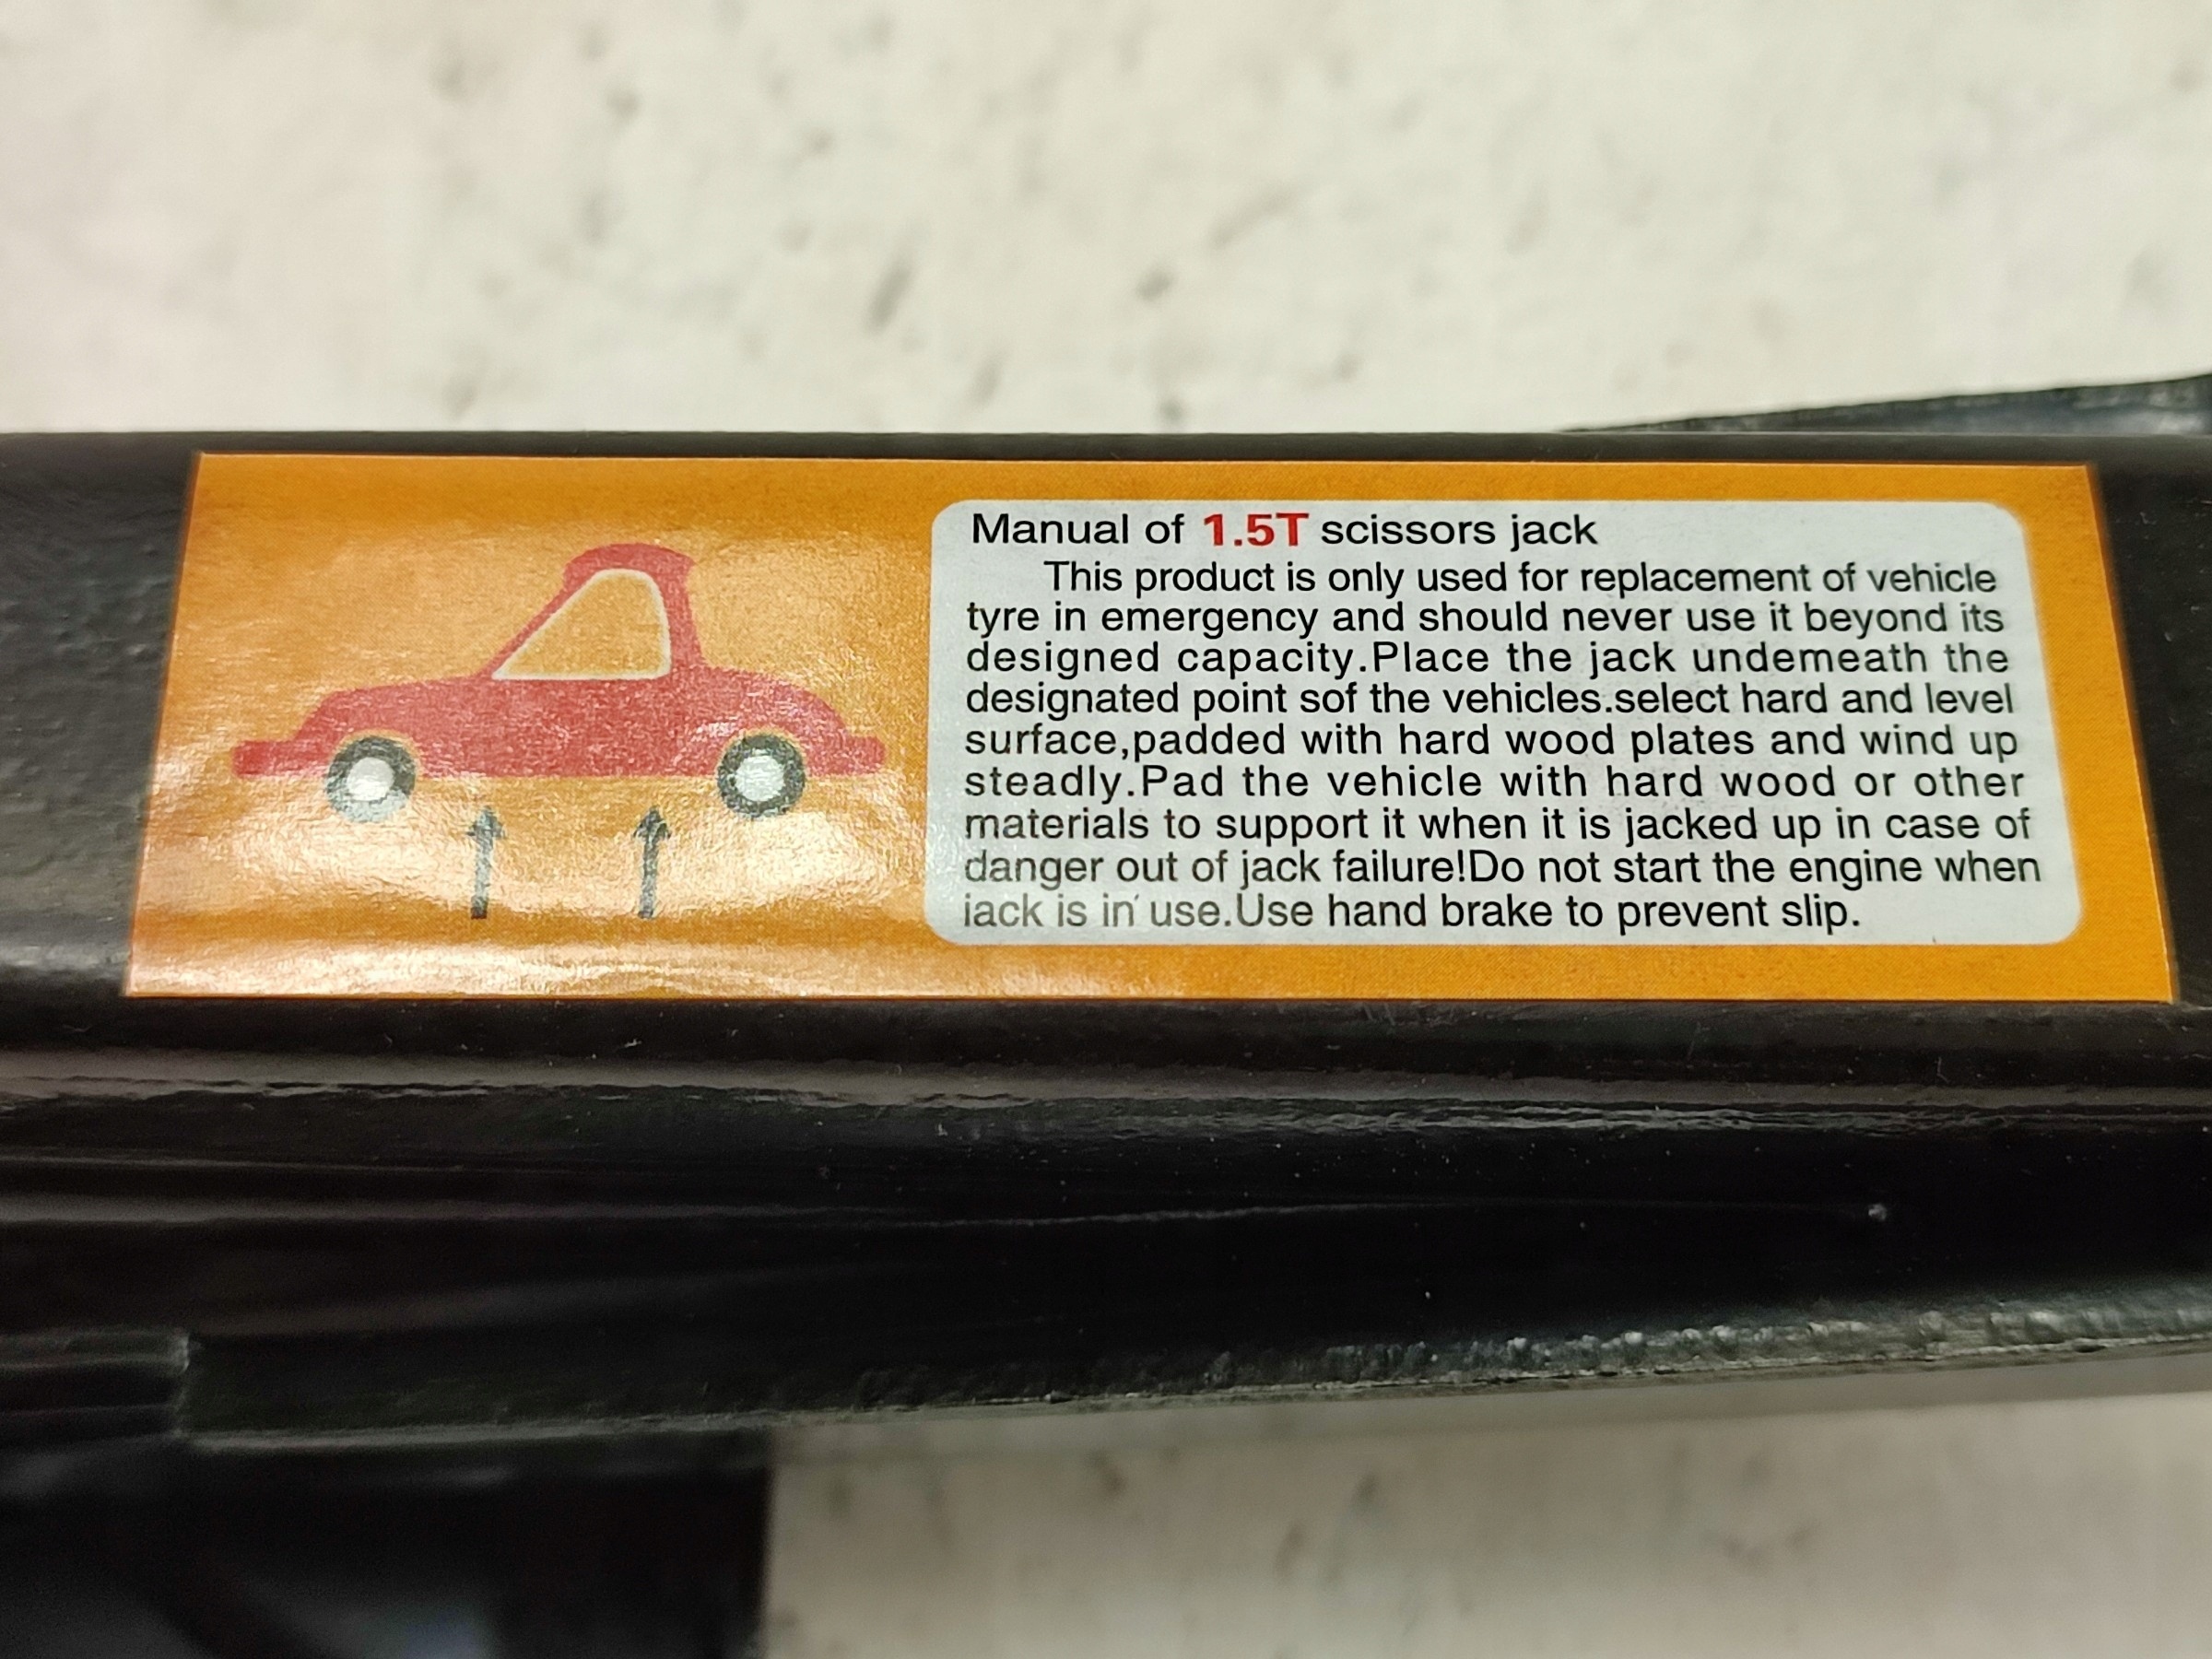 Manual of 1.5T scissors jack
This product is only used for replacement of vehicle
tyre in emergency and should never use it beyond its
designed capacity.Place the jack undemeath the
designated point sof the vehicles.select hard and level
surface,padded with hard wood plates and wind up
steadly.Pad the vehicle with hard wood or other
materials to support it when it is jacked up in case of
danger out of jack failure!Do not start the engine when
jack is in use.Use hand brake to prevent slip.